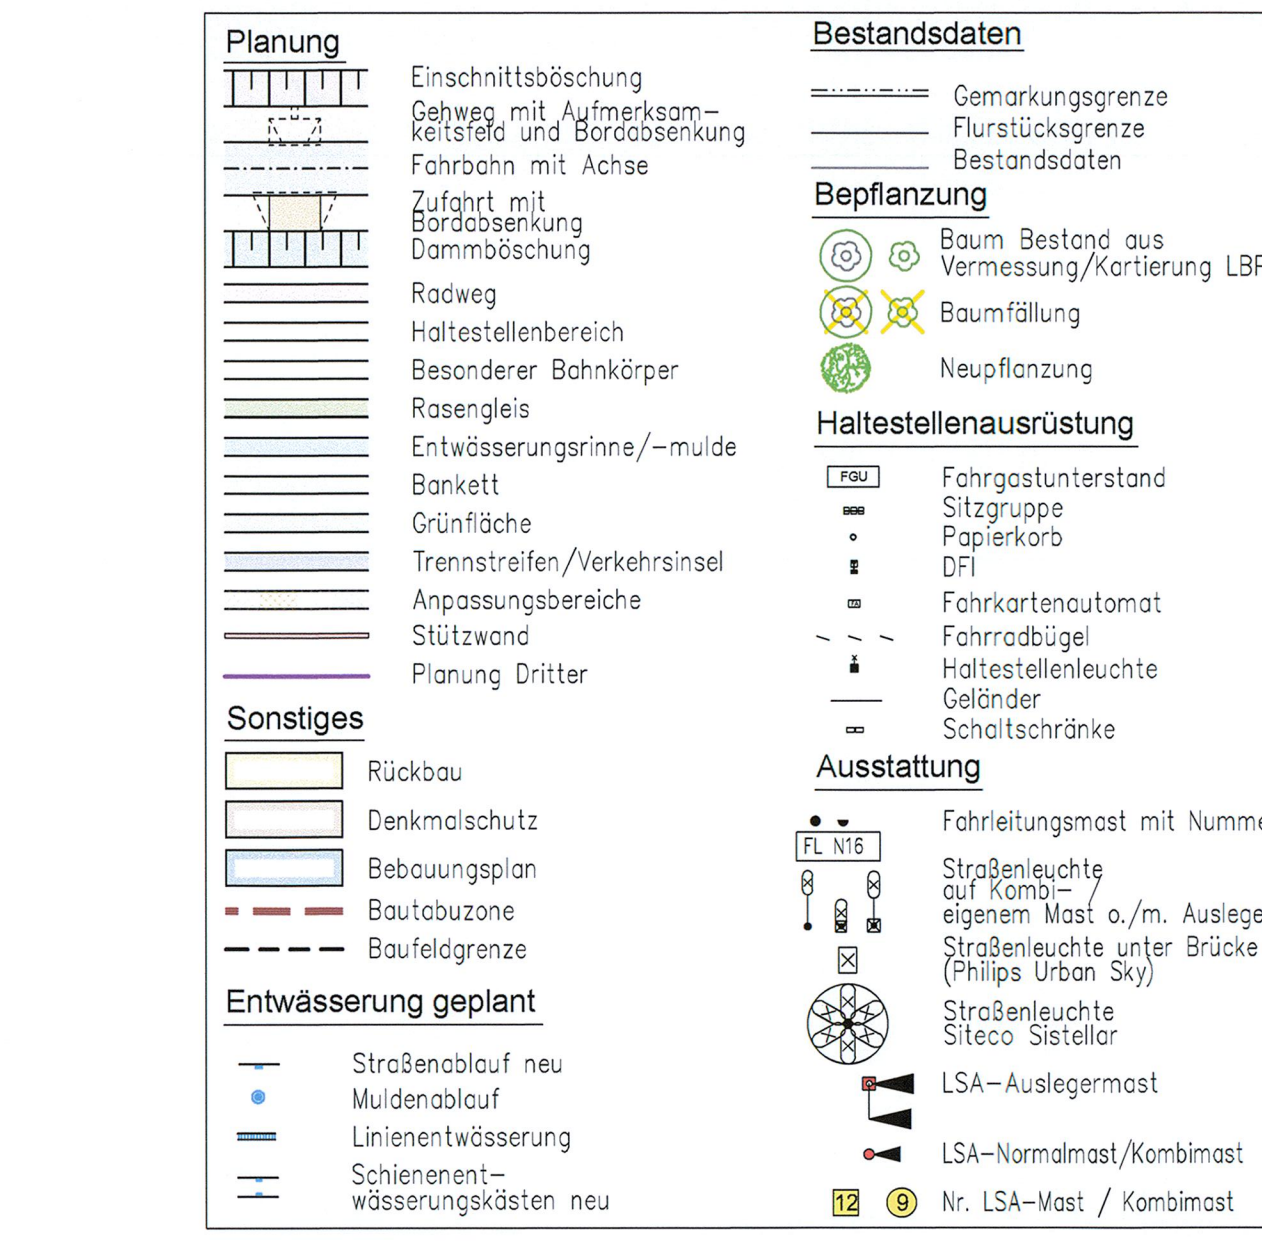 Planung
Einschnittsböschung
Gehweg mit Aufmerksam-
keitsfeld und Bordabsenkung
Fahrbahn mit Achse
Zufahrt mit
Bordabsenkung
Dammböschung
Radweg
Haltestellenbereich
Besonderer Bahnkörper
Rasengleis
Entwässerungsrinne/-mulde
Bankett
Grünfläche
Trennstreifen/Verkehrsinsel
Anpassungsbereiche
Stützwand
Planung Dritter
Sonstiges
Rückbau
Denkmalschutz
Bebauungsplan
Bautabuzone
Baufeldgrenze
Entwässerung geplant
Straßenablauf neu
Muldenablauf
Linienentwässerung
Schienenent-
wässerungskästen neu
Bestandsdaten
Gemarkungsgrenze
Flurstücksgrenze
Bestandsdaten
Bepflanzung
Baum Bestand aus
Vermessung/Kartierung
Baumfällung
Neupflanzung
Haltestellenausrüstung
FGU Fahrgastunterstand
Sitzgruppe
Papierkorb
DFI
FA Fahrkartenautomat
Fahrradbügel
Haltestellenleuchte
Geländer
Schaltschränke
Ausstattung
Fahrleitungsmast mit
FL N16
Straßenleuchte
auf Kombi- /
eigenem Mast o./m.
Straßenleuchte unter Brücke
(Philips Urban Sky)
Straßenleuchte
Siteco Sistellar
LSA-Auslegermast
LSA-Normalmast/Kombimast
12 9 Nr. LSA-Mast / Kombimast